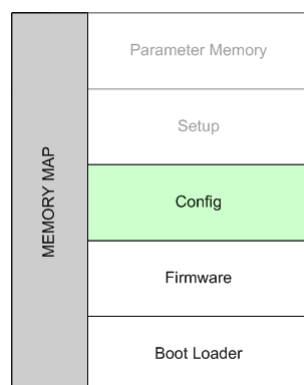 MEMORY MAP
Parameter Memory
Setup
Config
Firmware
Boot Loader